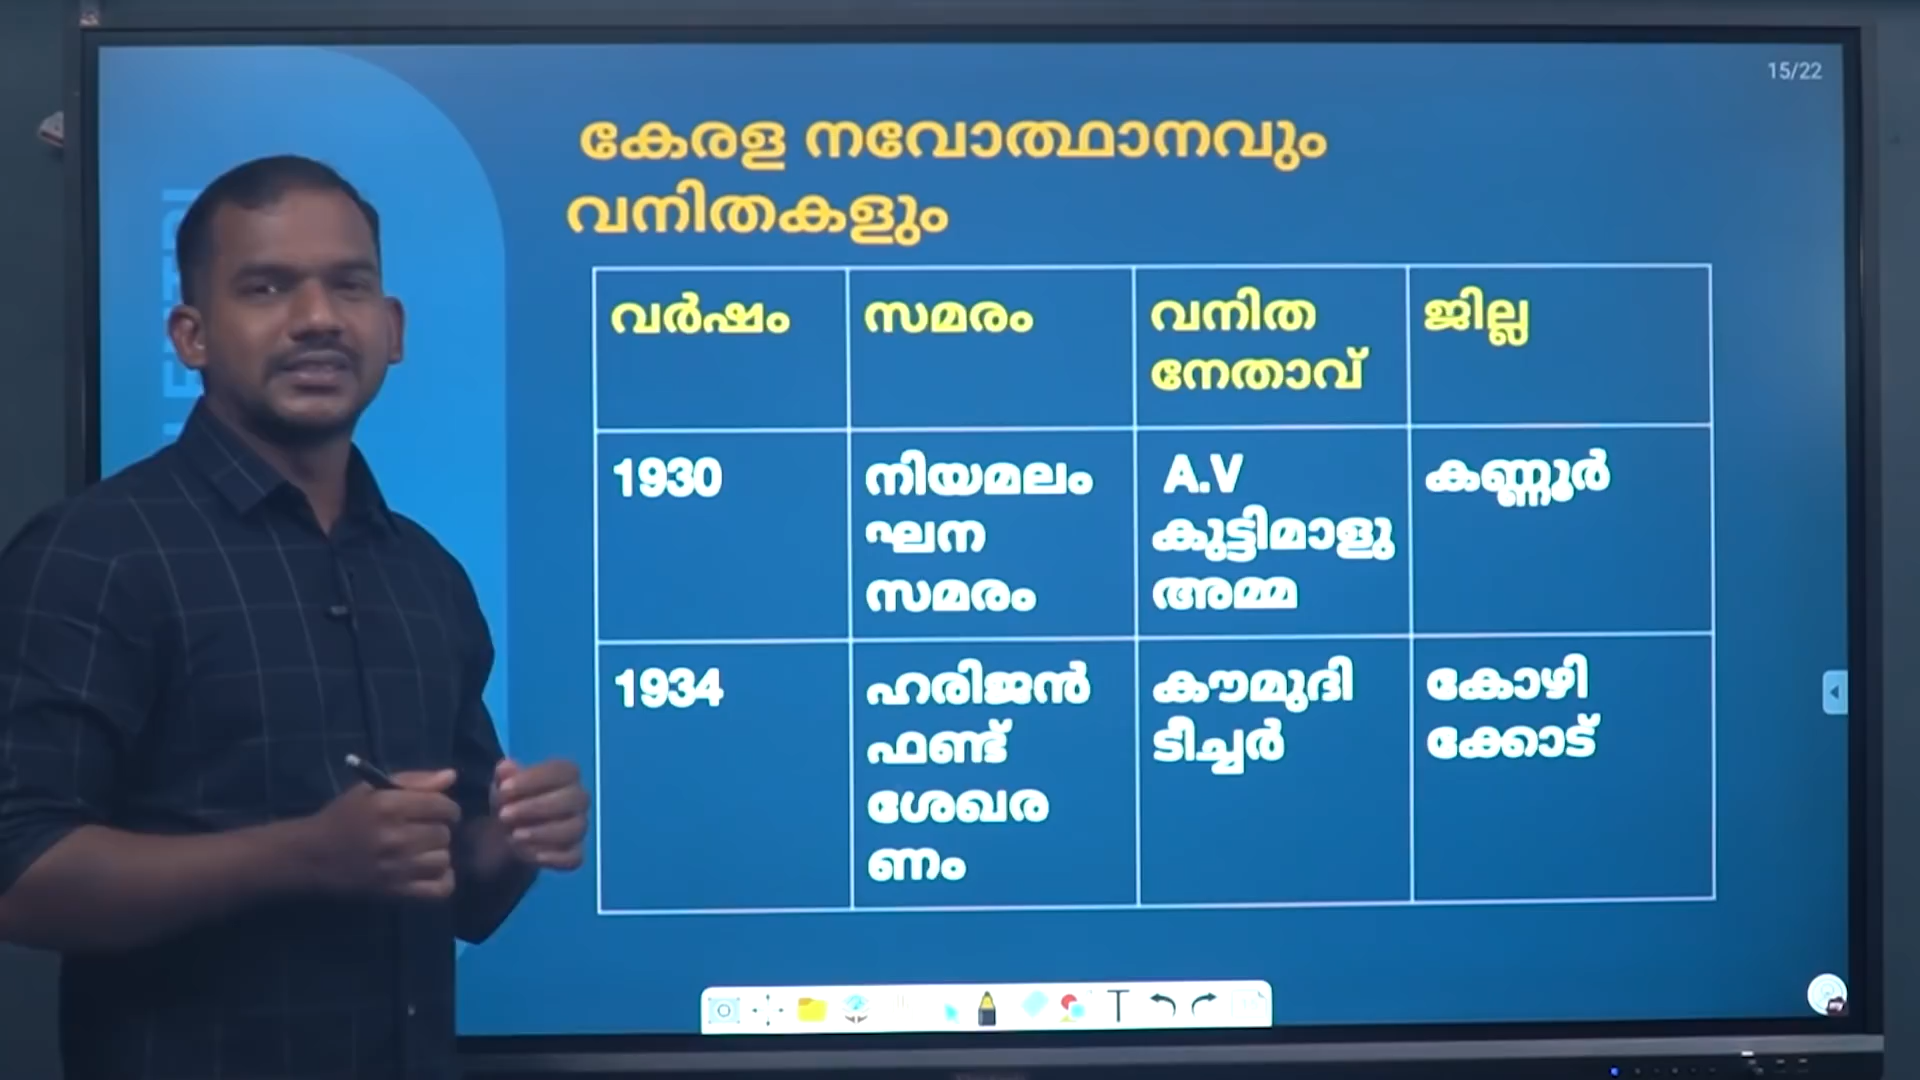 15/22
കേരള നവോത്ഥാനവും
വനിതകളും
വർഷം
സമരം
വനിത
നേതാവ്
ജില്ല
1930
നിയമലം
ഘന
സമരം
A.V
കുട്ടിമാളു
അമ്മ
കണ്ണൂർ
1934
ഹരിജൻ
ഫണ്ട്
ശേഖര
ണം
കൗമുദി
ടീച്ചർ
കോഴി
ക്കോട്
T